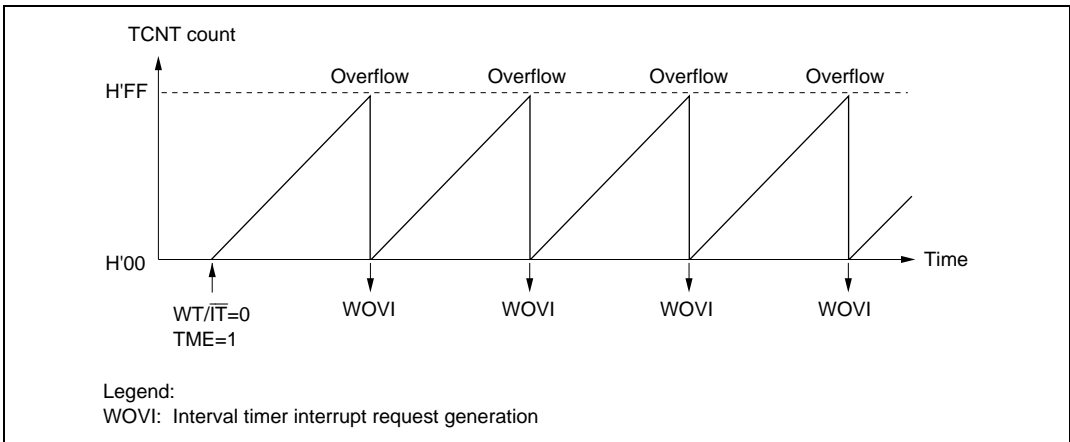 TCNT count
Overflow Overflow Overflow Overflow
H'FF
H'00
Time
WT/I̅T̅=0
TME=1
WOVI WOVI WOVI WOVI
Legend:
WOVI: Interval timer interrupt request generation